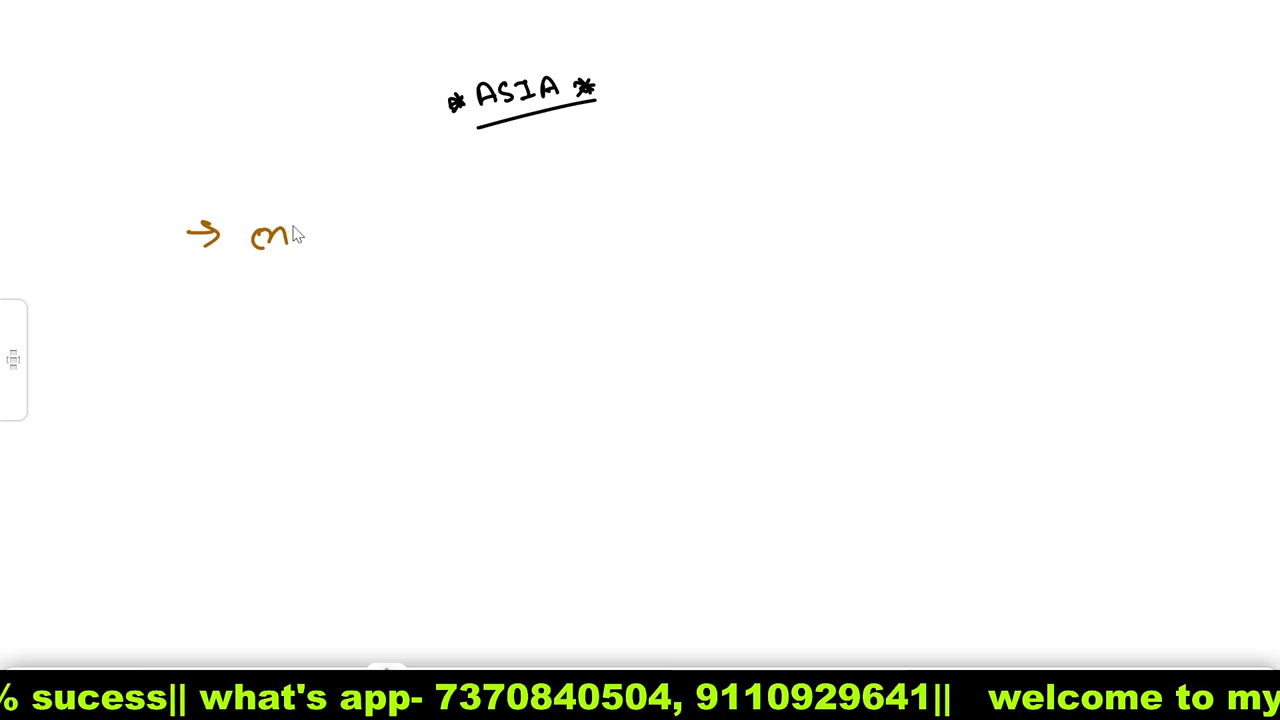 * ASIA *
→
% sucess|| what's app- 7370840504, 9110929641|| welcome to my